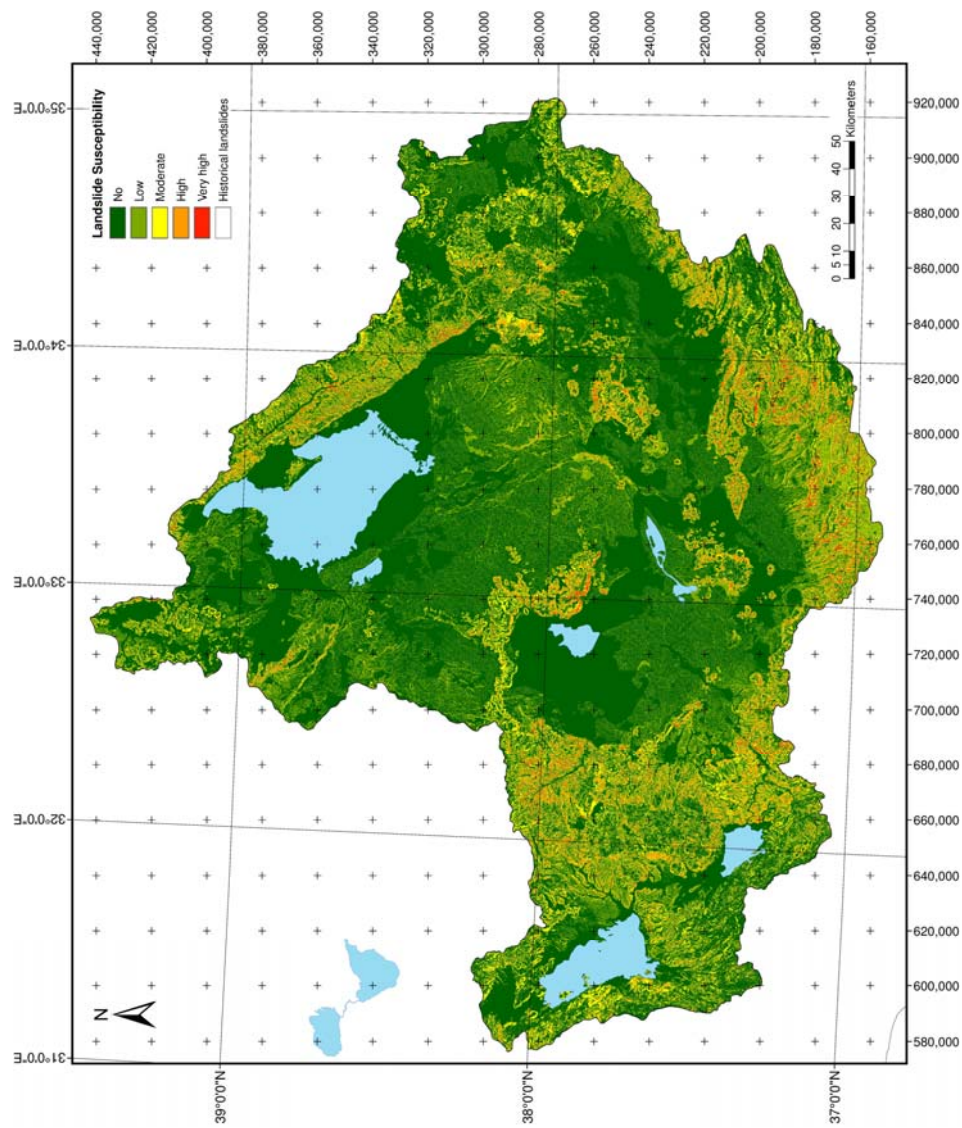 Landslide Susceptibility
No
Low
Moderate
High
Very high
Historical landslides
N
31°0'0"E
32°0'0"E
33°0'0"E
34°0'0"E
35°0'0"E
440,000
420,000
400,000
380,000
360,000
340,000
320,000
300,000
280,000
260,000
240,000
220,000
200,000
180,000
160,000
39°0'0"N
38°0'0"N
37°0'0"N
580,000
600,000
620,000
640,000
660,000
680,000
700,000
720,000
740,000
760,000
780,000
800,000
820,000
840,000
860,000
880,000
900,000
920,000
0 5 10 20 30 40 50
Kilometers